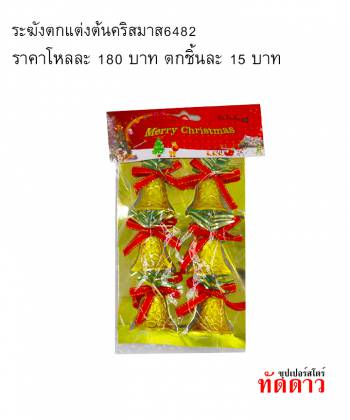 ระฆังตกแต่งต้นคริสมาส6482
ราคาโหลละ 180 บาท ตกชิ้นละ 15 บาท
Merry Christmas
ซุปเปอร์สโตร์
ทัดดาว